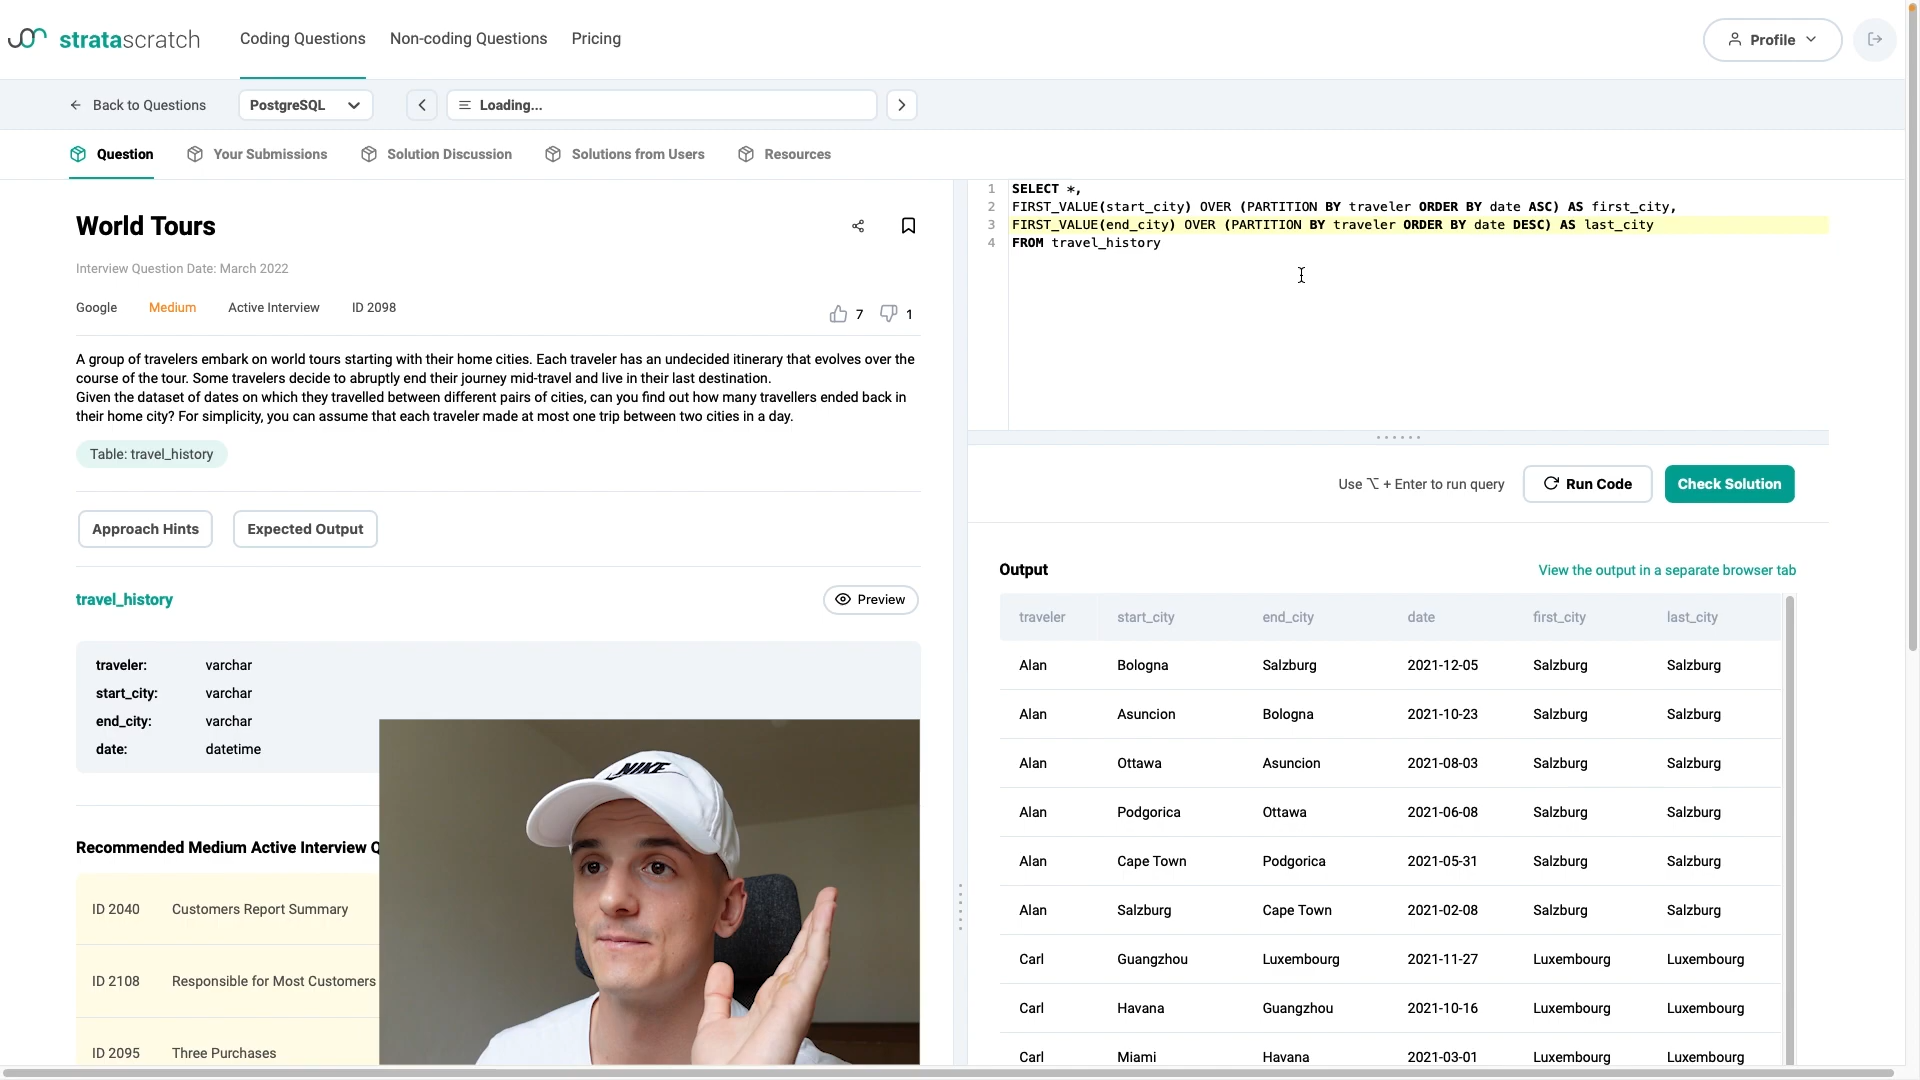 stratascratch
Coding Questions
Non-coding Questions
Pricing
Profile
Back to Questions
PostgreSQL
Loading...
Question
Your Submissions
Solution Discussion
Solutions from Users
Resources
World Tours
Interview Question Date: March 2022
Google Medium Active Interview ID 2098
7 1
A group of travelers embark on world tours starting with their home cities. Each traveler has an undecided itinerary that evolves over the
course of the tour. Some travelers decide to abruptly end their journey mid-travel and live in their last destination.
Given the dataset of dates on which they travelled between different pairs of cities, can you find out how many travellers ended back in
their home city? For simplicity, you can assume that each traveler made at most one trip between two cities in a day.
Table: travel_history
Approach Hints
Expected Output
travel_history
Preview
traveler: varchar
start_city: varchar
end_city: varchar
date: datetime
Recommended Medium Active Interview Q
ID 2040 Customers Report Summary
ID 2108 Responsible for Most Customers
ID 2095 Three Purchases
NIKE
1 SELECT *,
2 FIRST_VALUE(start_city) OVER (PARTITION BY traveler ORDER BY date ASC) AS first_city,
3 FIRST_VALUE(end_city) OVER (PARTITION BY traveler ORDER BY date DESC) AS last_city
4 FROM travel_history
Use ⌥ + Enter to run query
Run Code
Check Solution
Output
View the output in a separate browser tab
traveler start_city end_city date first_city last_city
Alan Bologna Salzburg 2021-12-05 Salzburg Salzburg
Alan Asuncion Bologna 2021-10-23 Salzburg Salzburg
Alan Ottawa Asuncion 2021-08-03 Salzburg Salzburg
Alan Podgorica Ottawa 2021-06-08 Salzburg Salzburg
Alan Cape Town Podgorica 2021-05-31 Salzburg Salzburg
Alan Salzburg Cape Town 2021-02-08 Salzburg Salzburg
Carl Guangzhou Luxembourg 2021-11-27 Luxembourg Luxembourg
Carl Havana Guangzhou 2021-10-16 Luxembourg Luxembourg
Carl Miami Havana 2021-03-01 Luxembourg Luxembourg